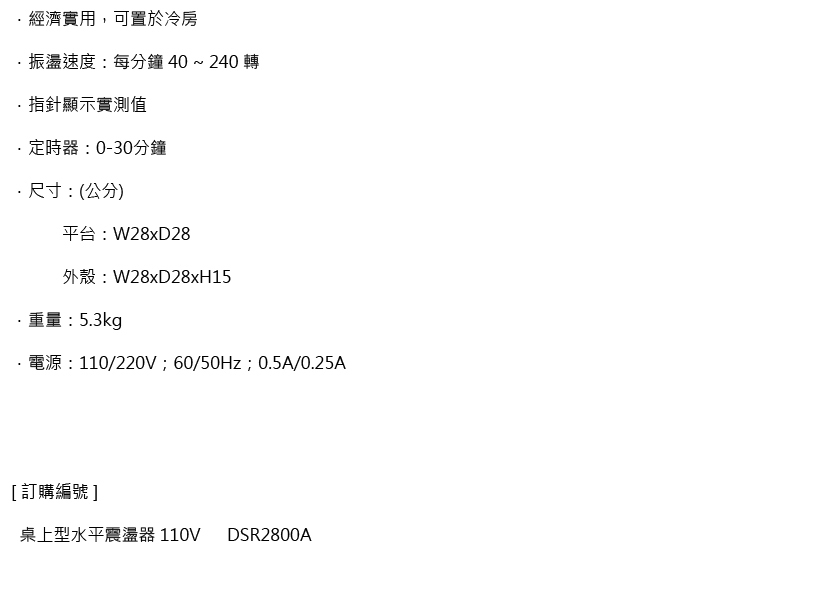 ．經濟實用，可置於冷房
．振盪速度：每分鐘 40 ~ 240 轉
．指針顯示實測值
．定時器：0-30分鐘
．尺寸：(公分)
平台：W28xD28
外殼：W28xD28xH15
．重量：5.3kg
．電源：110/220V；60/50Hz；0.5A/0.25A
[ 訂購編號 ]
桌上型水平震盪器 110V DSR2800A